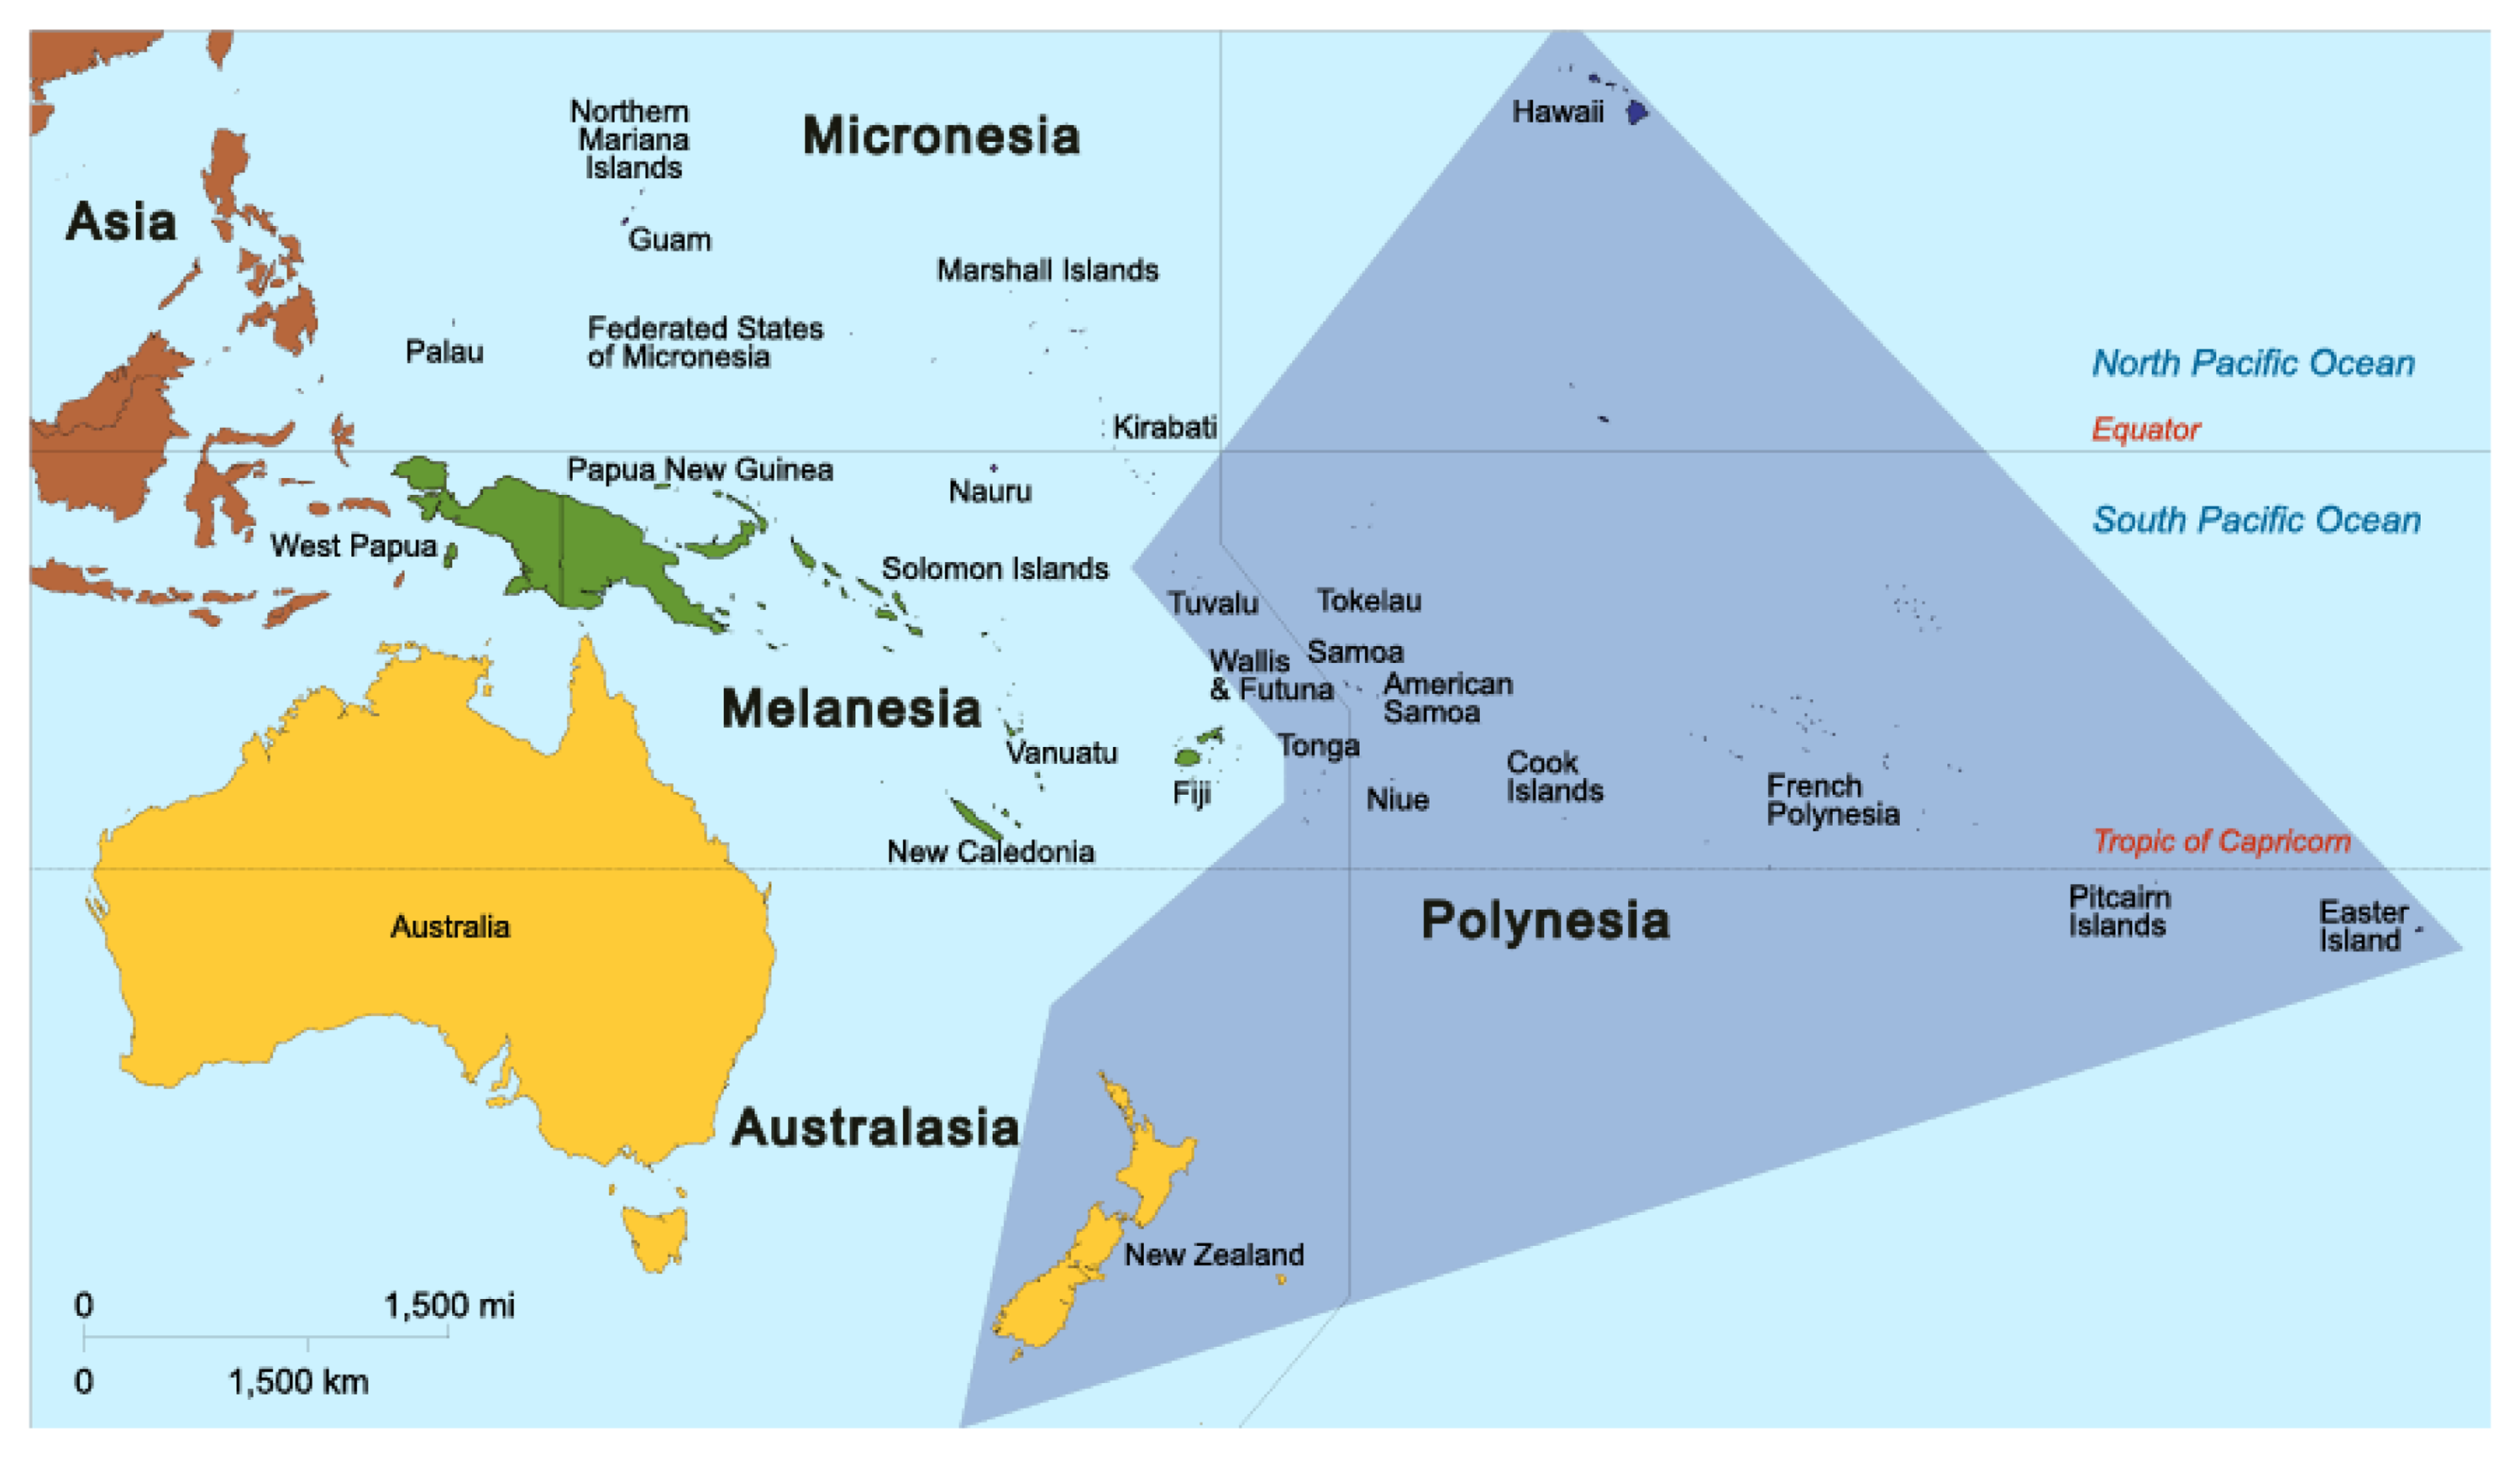 Northern
Mariana
Islands
Micronesia
Hawaii
Asia
Guam
Marshall Islands
Federated States
of Micronesia
Palau
North Pacific Ocean
Kirabati
Equator
Papua New Guinea
Nauru
South Pacific Ocean
West Papua
Solomon Islands
Tuvalu
Tokelau
Wallis
& Futuna
Samoa
American
Samoa
Melanesia
Vanuatu
Fiji
Tonga
Niue
Cook
Islands
French
Polynesia
New Caledonia
Tropic of Capricorn
Australia
Polynesia
Pitcairn
Islands
Easter
Island
Australasia
New Zealand
0
1,500 mi
0
1,500 km